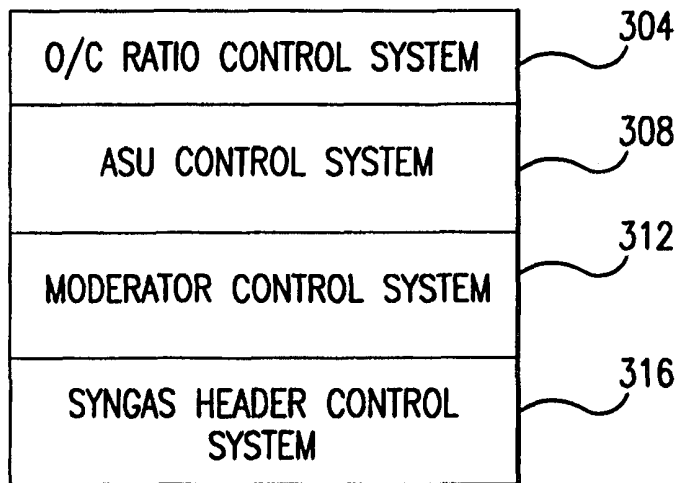 O/C RATIO CONTROL SYSTEM
304
ASU CONTROL SYSTEM
308
MODERATOR CONTROL SYSTEM
312
SYNGAS HEADER CONTROL
SYSTEM
316